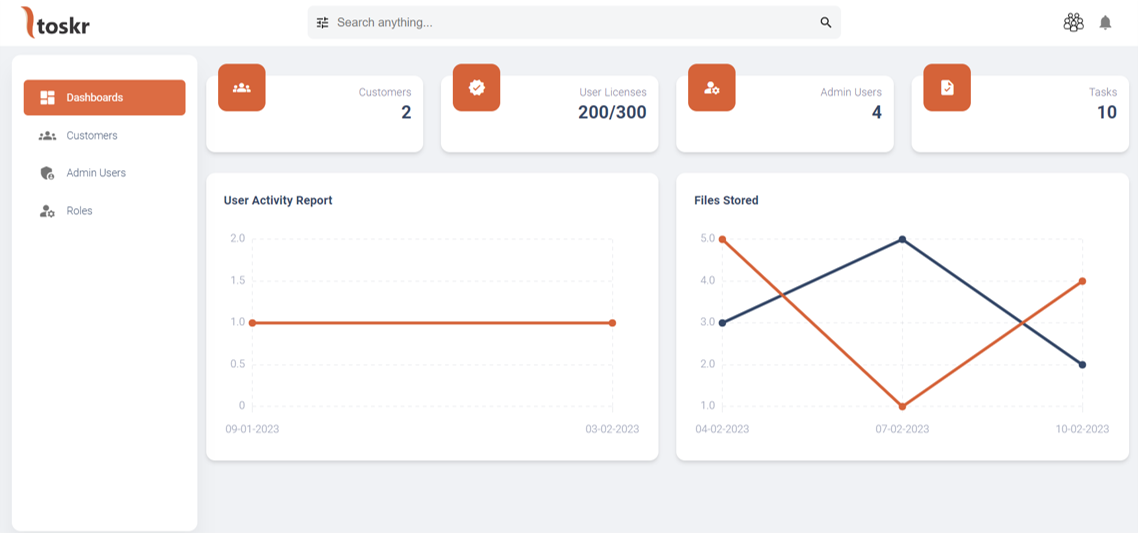 toskr
Search anything...
Dashboards
Customers
Admin Users
Roles
Customers
2
User Licenses
200/300
Admin Users
4
Tasks
10
User Activity Report
2.0
1.5
1.0
0.5
0
09-01-2023 03-02-2023
Files Stored
5.0
4.0
3.0
2.0
1.0
04-02-2023 07-02-2023 10-02-2023